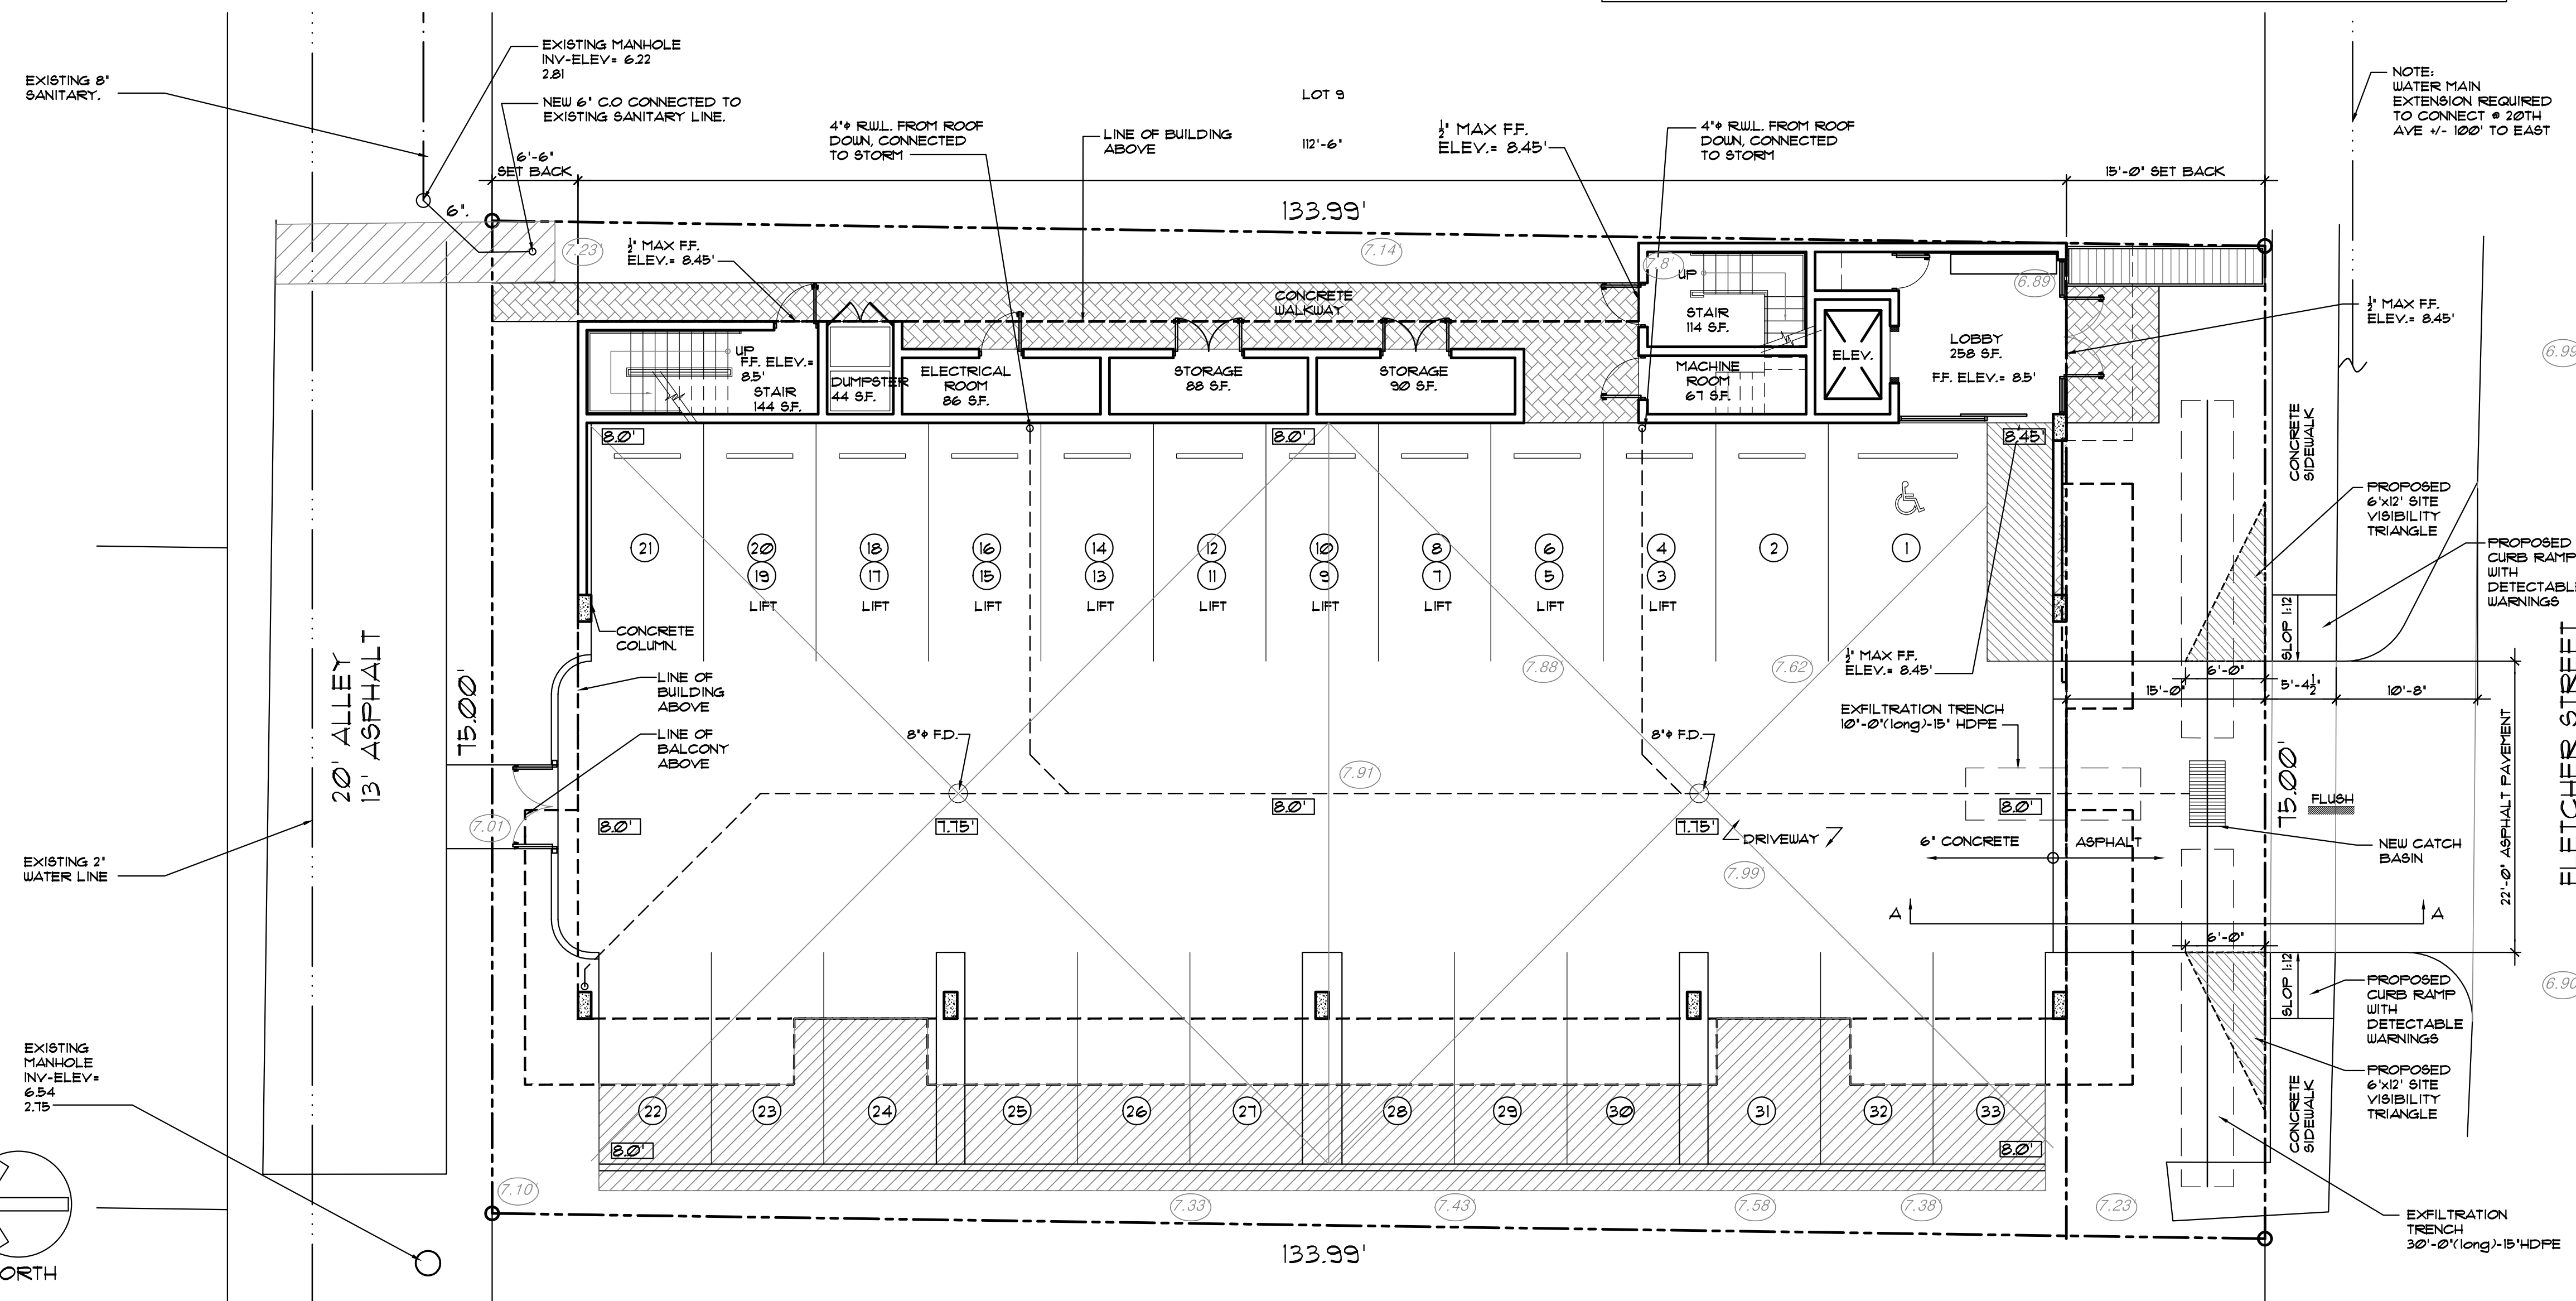 EXISTING 8"
SANITARY.
EXISTING MANHOLE
INV-ELEV= 6.22
2.81
NEW 6" C.O CONNECTED TO
EXISTING SANITARY LINE.
6'-6"
SET BACK
6".
4"ϕ R.W.L. FROM ROOF
DOWN, CONNECTED
TO STORM
LINE OF BUILDING
ABOVE
LOT 9
112'-6"
½" MAX F.F.
ELEV.= 8.45'
4"ϕ R.W.L. FROM ROOF
DOWN, CONNECTED
TO STORM
15'-0" SET BACK
NOTE:
WATER MAIN
EXTENSION REQUIRED
TO CONNECT @ 20TH
AVE +/- 100' TO EAST
133.99'
7.23'
½" MAX F.F.
ELEV.= 8.45'
7.14'
7.8'
6.89'
CONCRETE
WALKWAY
UP
STAIR
114 S.F.
LOBBY
258 S.F.
F.F. ELEV.= 8.5'
ELEV.
MACHINE
ROOM
67 S.F.
½" MAX F.F.
ELEV.= 8.45'
6.99'
UP
F.F. ELEV.=
8.5'
STAIR
144 S.F.
DUMPSTER
44 S.F.
ELECTRICAL
ROOM
86 S.F.
STORAGE
88 S.F.
STORAGE
90 S.F.
8.0'
8.0'
8.45'
CONCRETE
SIDEWALK
PROPOSED
6'x12' SITE
VISIBILITY
TRIANGLE
PROPOSED
CURB RAMP
WITH
DETECTABLE
WARNINGS
21
20
19
LIFT
18
17
LIFT
16
15
LIFT
14
13
LIFT
12
11
LIFT
10
9
LIFT
8
7
LIFT
6
5
LIFT
4
3
LIFT
2
1
CONCRETE
COLUMN.
SLOP 1:12
7.88
7.62
½" MAX F.F.
ELEV.= 8.45'
6'-0"
15'-0"
5'-4½"
10'-8"
20' ALLEY
13' ASPHALT
75.00'
LINE OF
BUILDING
ABOVE
LINE OF
BALCONY
ABOVE
8"ϕ F.D.
8"ϕ F.D.
EXFILTRATION TRENCH
10"-0"(long)-15" HDPE
7.91
8.0'
7.01
8.0'
7.75'
7.75'
DRIVEWAY
8.0'
75.00'
FLUSH
22'-0" ASPHALT PAVEMENT
FLETCHER STREET
6" CONCRETE
ASPHALT
NEW CATCH
BASIN
7.99'
EXISTING 2"
WATER LINE
A
A
6'-0"
SLOP 1:12
PROPOSED
CURB RAMP
WITH
DETECTABLE
WARNINGS
6.90
EXISTING
MANHOLE
INV-ELEV=
6.54
2.75
PROPOSED
6'x12' SITE
VISIBILITY
TRIANGLE
CONCRETE
SIDEWALK
22
23
24
25
26
27
28
29
30
31
32
33
8.0'
8.0'
7.10'
7.33'
7.43'
7.58'
7.38'
7.23'
EXFILTRATION
TRENCH
30'-0"(long)-15"HDPE
133.99'
ORTH